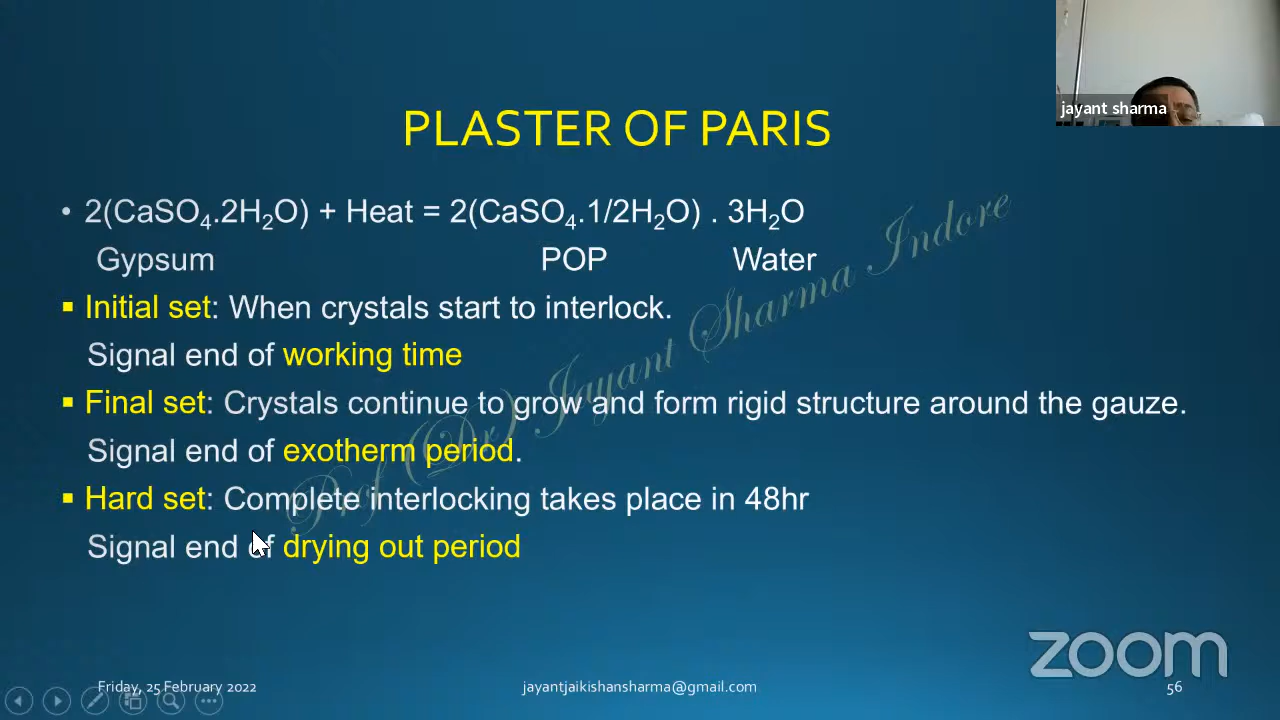 jayant sharma
PLASTER OF PARIS
• 2(CaSO₄.2H₂O) + Heat = 2(CaSO₄.1/2H₂O) . 3H₂O
Gypsum POP Water
▪ Initial set: When crystals start to interlock.
Signal end of working time
▪ Final set: Crystals continue to grow and form rigid structure around the gauze.
Signal end of exotherm period.
▪ Hard set: Complete interlocking takes place in 48hr
Signal end of drying out period
Prof (Dr) Jayant Sharma Indore
zoom
Friday, 25 February 2022 jayantjaikishansharma@gmail.com 56